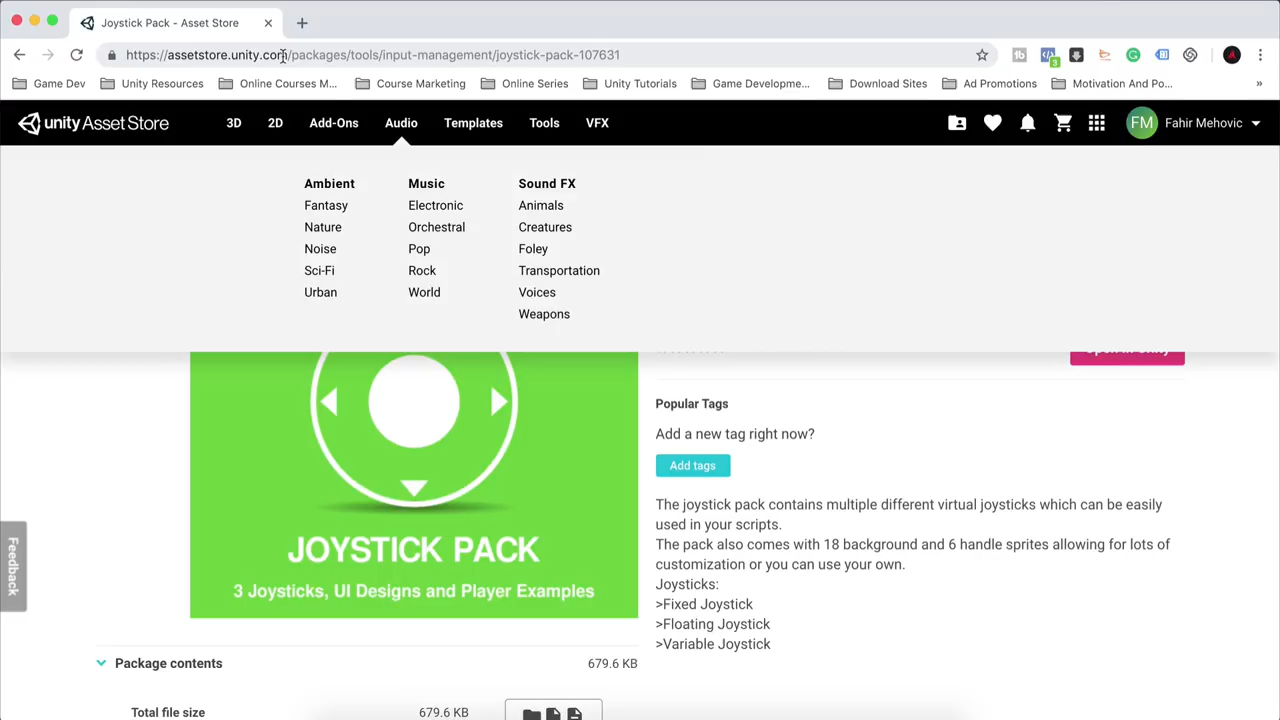 Joystick Pack - Asset Store
https://assetstore.unity.com/packages/tools/input-management/joystick-pack-107631
3
Game Dev
Unity Resources
Online Courses M...
Course Marketing
Online Series
Unity Tutorials
Game Developme...
Download Sites
Ad Promotions
Motivation And Po...
»
unity Asset Store
3D
2D
Add-Ons
Audio
Templates
Tools
VFX
FM
Fahir Mehovic
Ambient
Fantasy
Nature
Noise
Sci-Fi
Urban
Music
Electronic
Orchestral
Pop
Rock
World
Sound FX
Animals
Creatures
Foley
Transportation
Voices
Weapons
Popular Tags
Add a new tag right now?
Add tags
The joystick pack contains multiple different virtual joysticks which can be easily
used in your scripts.
The pack also comes with 18 background and 6 handle sprites allowing for lots of
customization or you can use your own.
Joysticks:
>Fixed Joystick
>Floating Joystick
>Variable Joystick
JOYSTICK PACK
3 Joysticks, UI Designs and Player Examples
Feedback
Package contents
679.6 KB
Total file size
679.6 KB